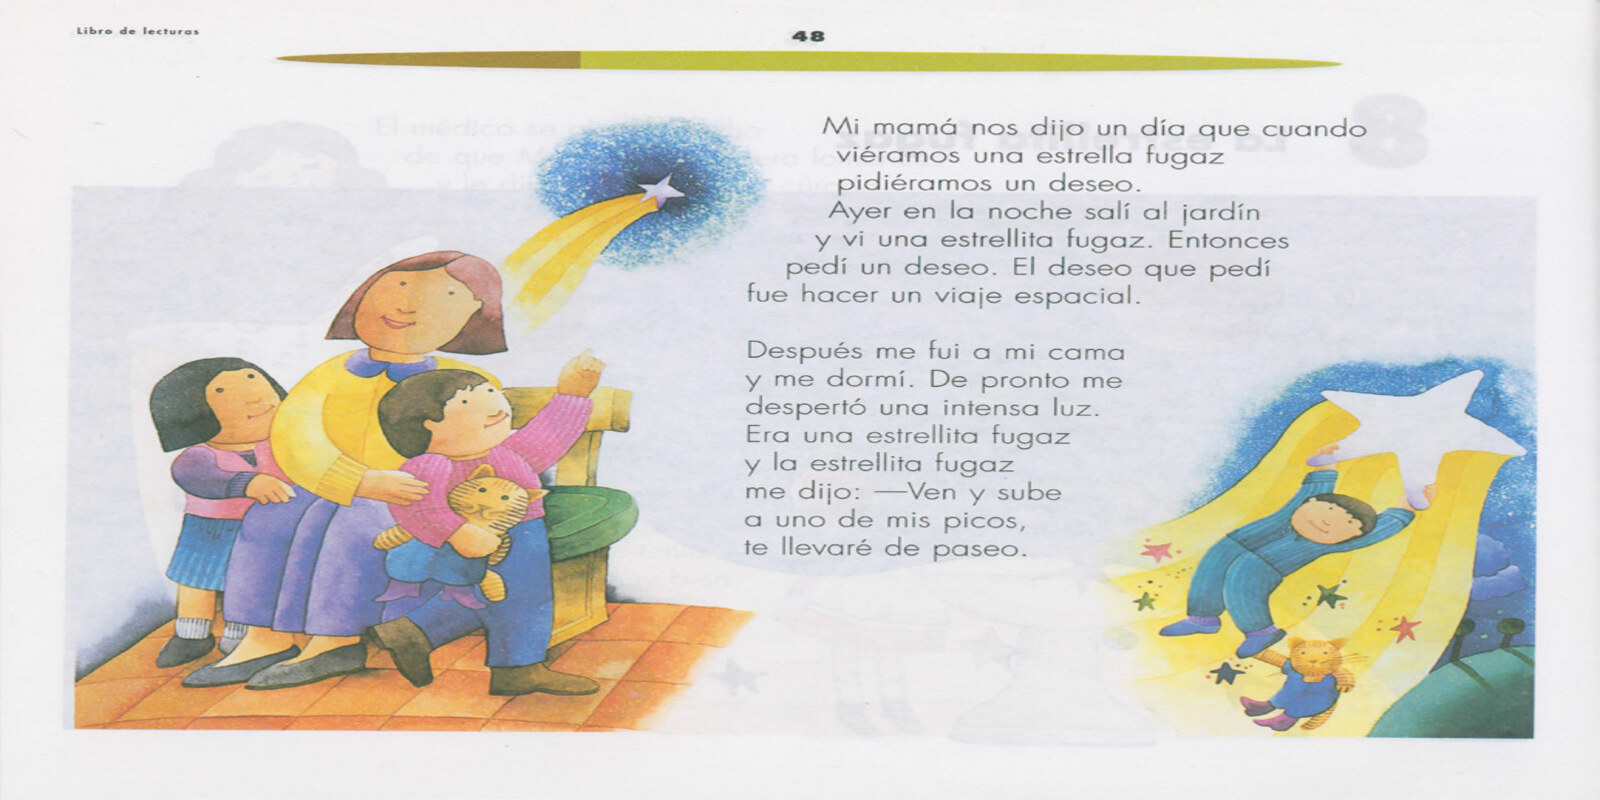 Libro de lecturas
48
Mi mamá nos dijo un día que cuando
viéramos una estrella fugaz
pidiéramos un deseo.
Ayer en la noche salí al jardín
y vi una estrellita fugaz. Entonces
pedí un deseo. El deseo que pedí
fue hacer un viaje espacial.
Después me fui a mi cama
y me dormí. De pronto me
despertó una intensa luz.
Era una estrellita fugaz
y la estrellita fugaz
me dijo: —Ven y sube
a uno de mis picos,
te llevaré de paseo.